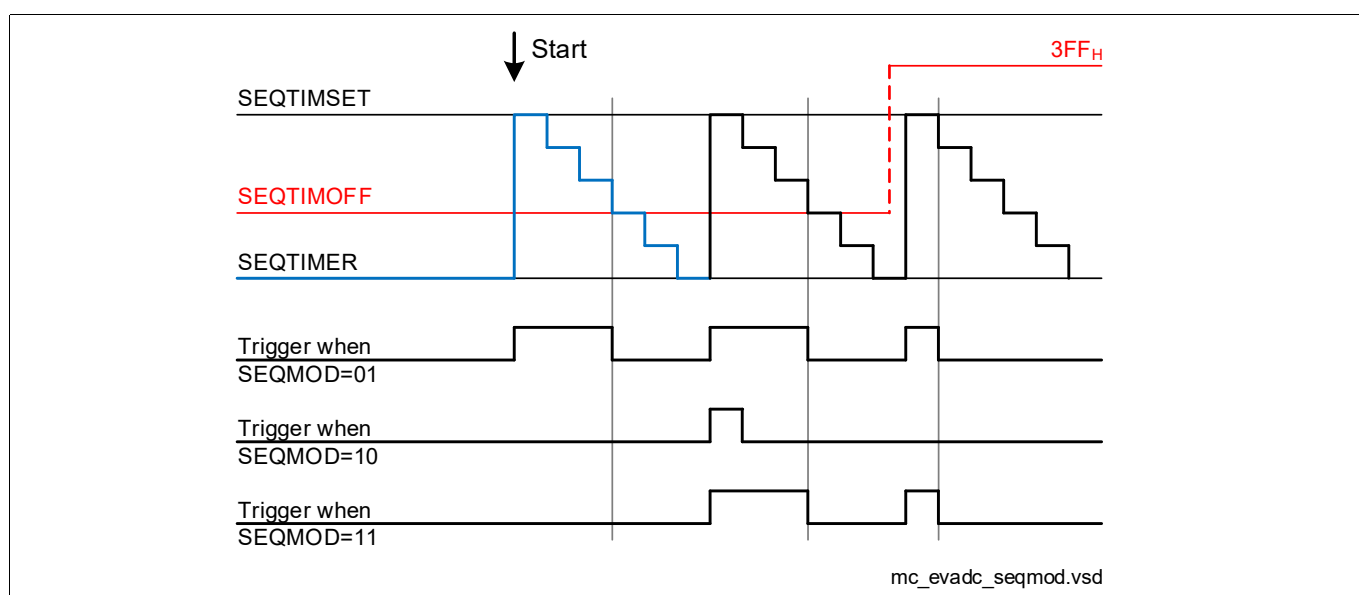 Start
3FFH
SEQTIMSET
SEQTIMOFF
SEQTIMER
Trigger when
SEQMOD=01
Trigger when
SEQMOD=10
Trigger when
SEQMOD=11
mc_evadc_seqmod.vsd